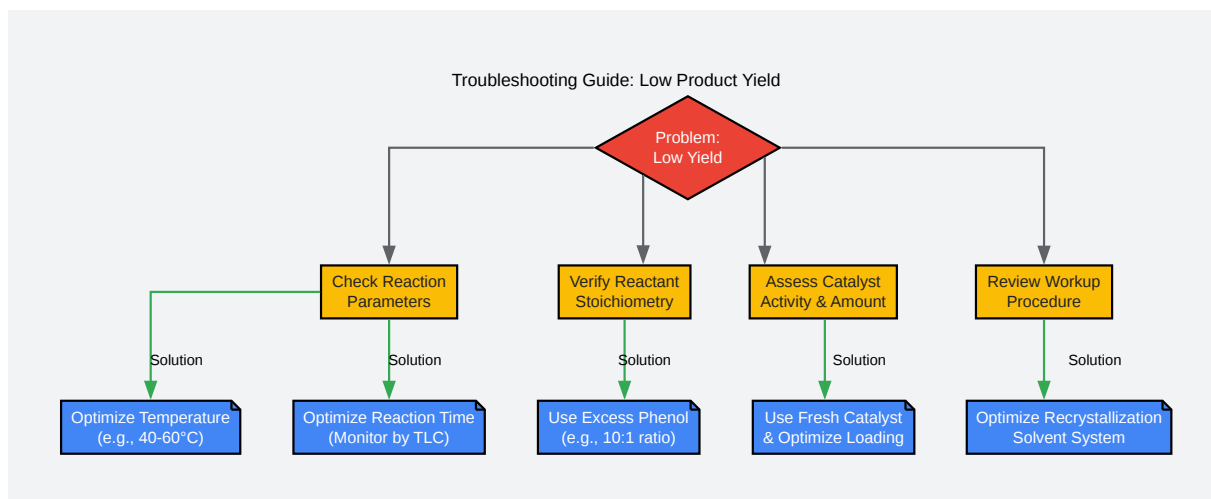 Troubleshooting Guide: Low Product Yield
Problem:
Low Yield
Check Reaction
Parameters
Verify Reactant
Stoichiometry
Assess Catalyst
Activity & Amount
Review Workup
Procedure
Solution
Solution
Solution
Solution
Solution
Optimize Temperature
(e.g., 40-60°C)
Optimize Reaction Time
(Monitor by TLC)
Use Excess Phenol
(e.g., 10:1 ratio)
Use Fresh Catalyst
& Optimize Loading
Optimize Recrystallization
Solvent System